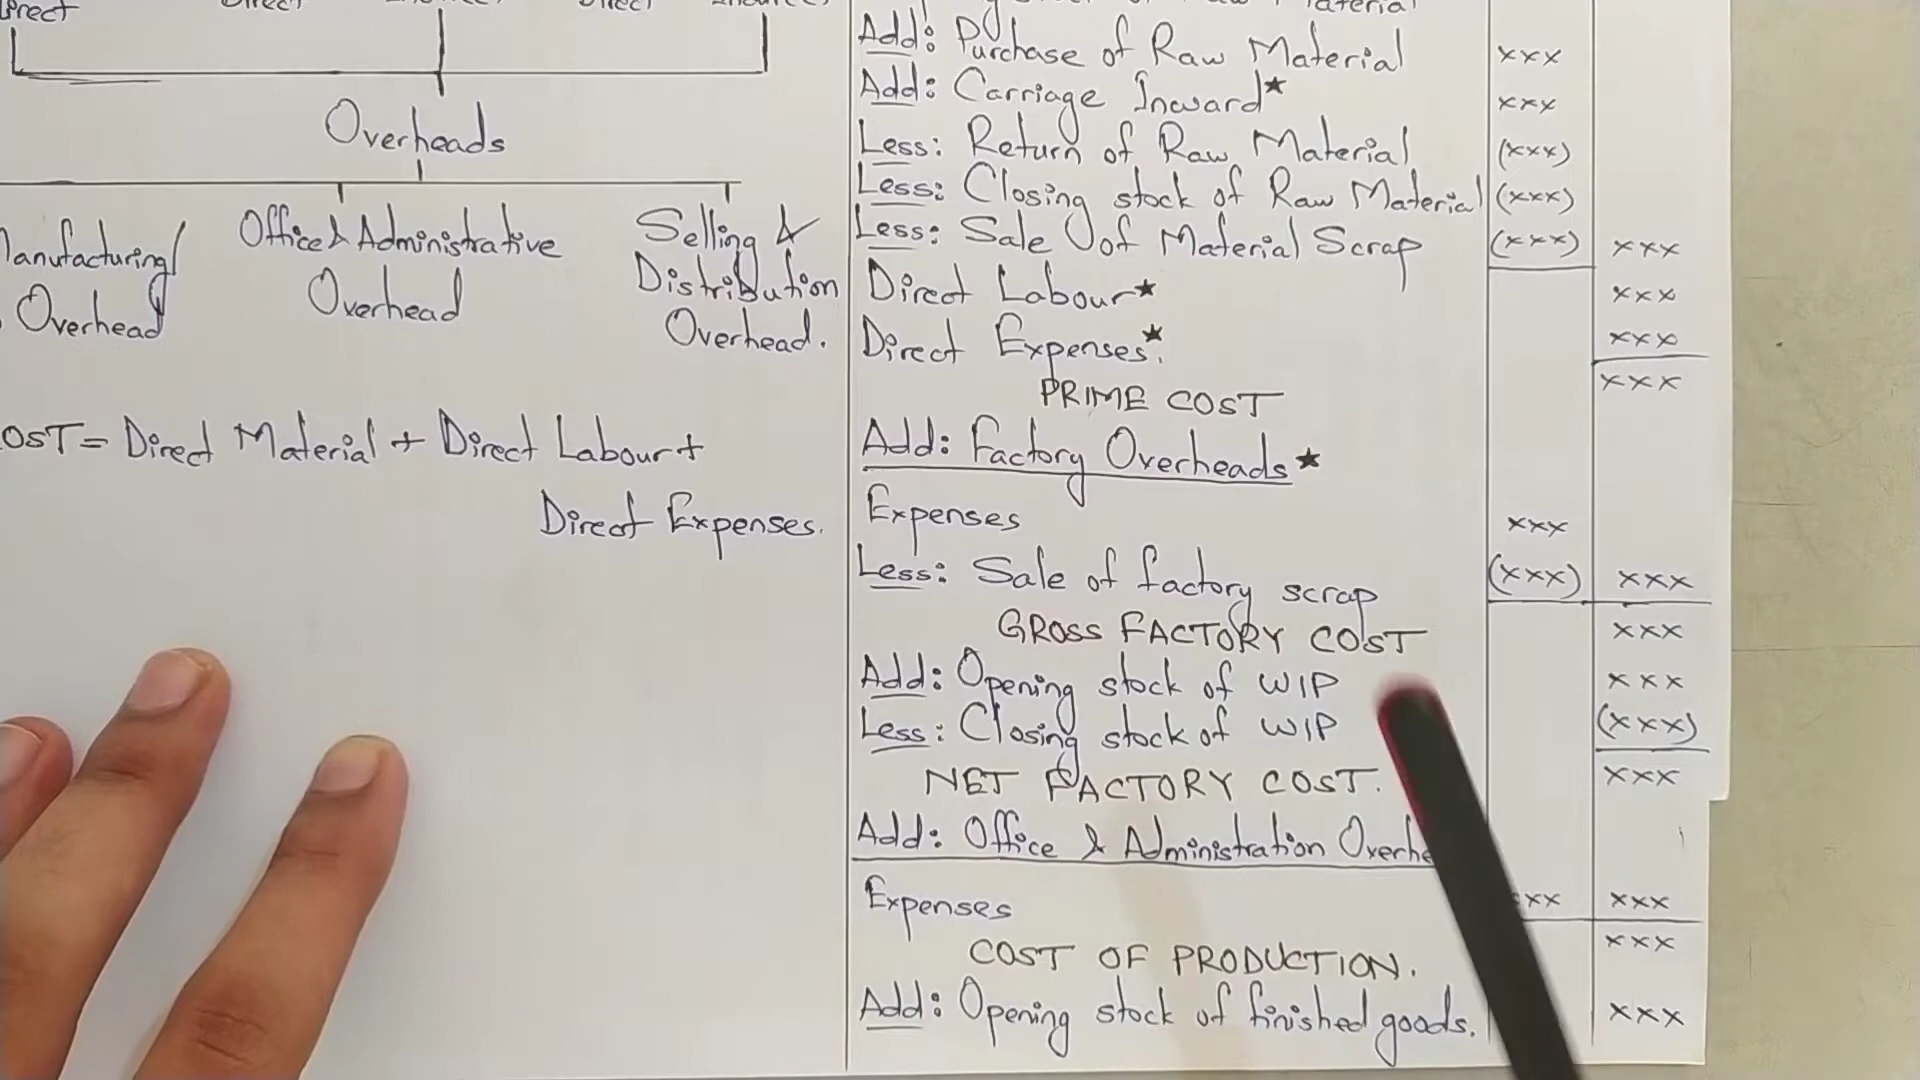 Direct
Overheads
Manufacturing/
Overhead
Office & Administrative
Overhead
Selling &
Distribution
Overhead.
COST = Direct Material + Direct Labour +
Direct Expenses.
Add: Purchase of Raw Material xxx
Add: Carriage Inward* xxx
Less: Return of Raw Material (xxx)
Less: Closing stock of Raw Material (xxx)
Less: Sale of Material Scrap (xxx) xxx
Direct Labour* xxx
Direct Expenses*. xxx
PRIME COST xxx
Add: Factory Overheads*
Expenses xxx
Less: Sale of factory scrap (xxx) xxx
GROSS FACTORY COST xxx
Add: Opening stock of WIP xxx
Less: Closing stock of WIP (xxx)
NET FACTORY COST. xxx
Add: Office & Administration Overhe
Expenses xxx xxx
COST OF PRODUCTION. xxx
Add: Opening stock of finished goods. xxx